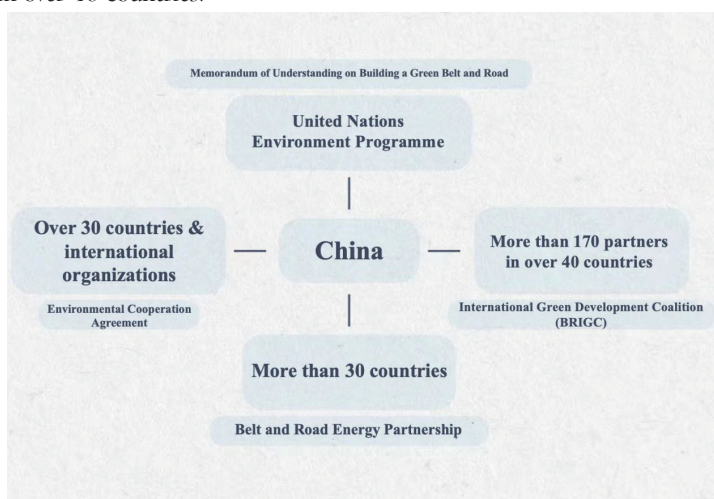 over countries.
Memorandum of Understanding on Building a Green Belt and Road
United Nations
Environment Programme
Over 30 countries &
international
organizations
Environmental Cooperation
Agreement
China
More than 170 partners
in over 40 countries
International Green Development Coalition
(BRIGC)
More than 30 countries
Belt and Road Energy Partnership